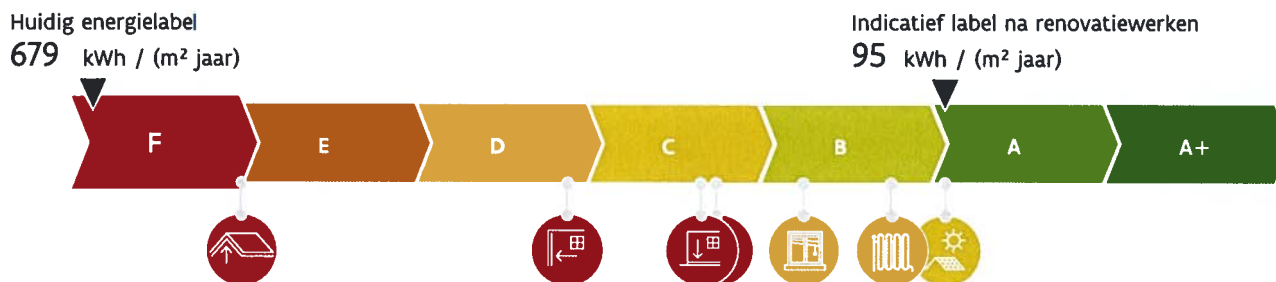 Huidig energielabel
679 kWh / (m² jaar)
Indicatief label na renovatiewerken
95 kWh / (m² jaar)
F E D C B A A+